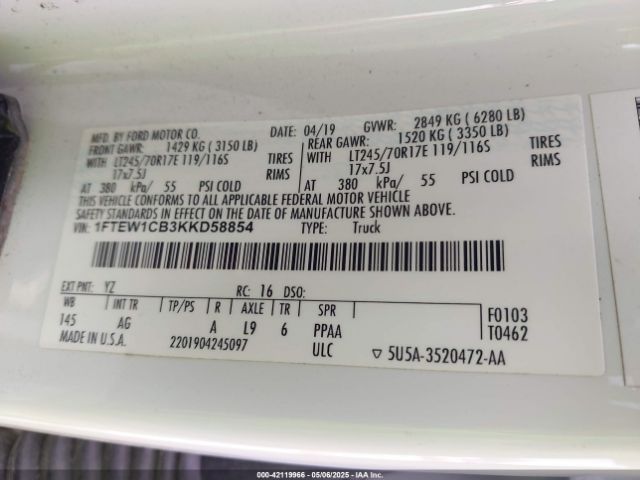 MFD. BY FORD MOTOR CO. DATE: 04/19 GVWR: 2849 KG ( 6280 LB)
FRONT GAWR: 1429 KG ( 3150 LB) REAR GAWR: 1520 KG ( 3350 LB)
WITH LT245/70R17E 119/116S TIRES WITH LT245/70R17E 119/116S TIRES
17x7.5J RIMS 17x7.5J RIMS
AT 380 kPa/ 55 PSI COLD AT 380 kPa/ 55 PSI COLD
THIS VEHICLE CONFORMS TO ALL APPLICABLE FEDERAL MOTOR VEHICLE
SAFETY STANDARDS IN EFFECT ON THE DATE OF MANUFACTURE SHOWN ABOVE.
VIN: 1FTEW1CB3KKD58854 TYPE: Truck
EXT PNT: YZ RC: 16 DSO:
WB INT TR TP/PS R AXLE TR SPR F0103
145 AG A L9 6 PPAA T0462
MADE IN U.S.A. 2201904245097 ULC ▽ 5U5A-3520472-AA
000-42119966 - 05/06/2025 - IAAI.com